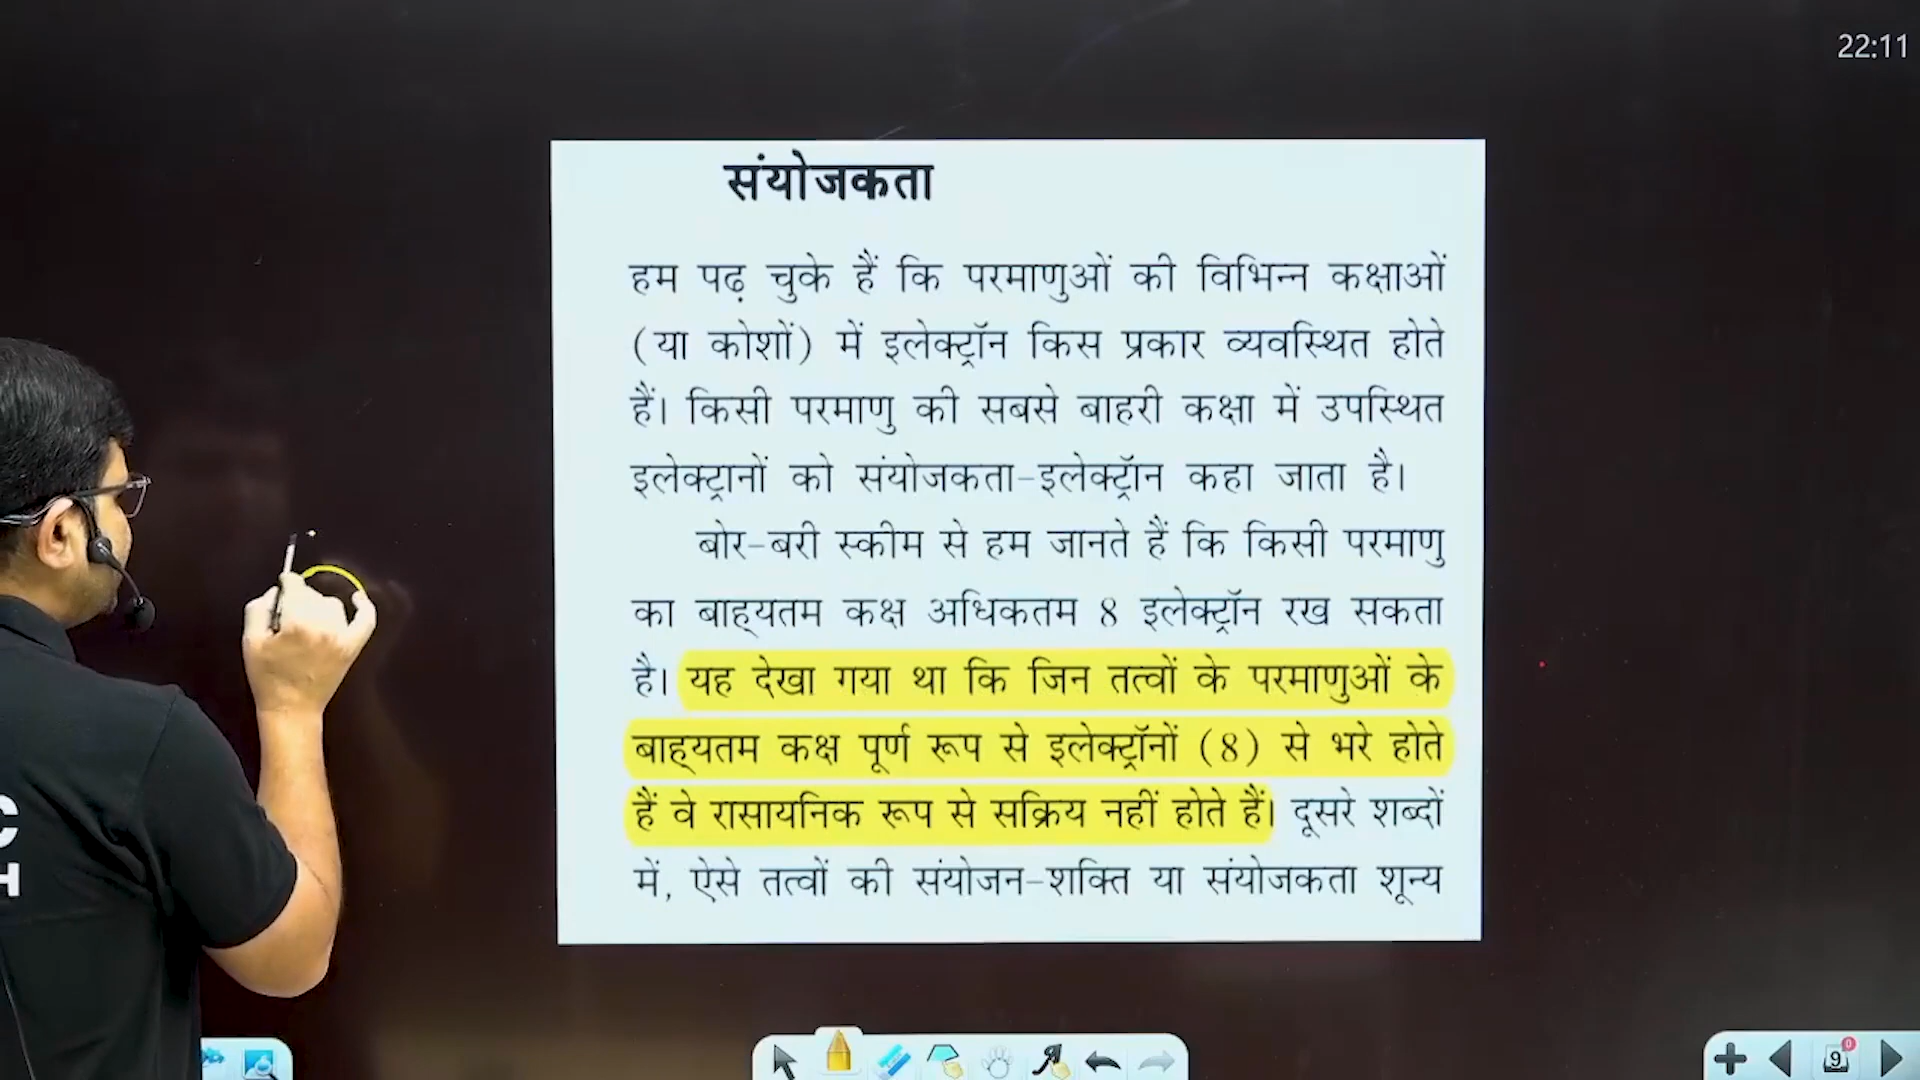 22:11
संयोजकता
हम पढ़ चुके हैं कि परमाणुओं की विभिन्न कक्षाओं
(या कोशों) में इलेक्ट्रॉन किस प्रकार व्यवस्थित होते
हैं। किसी परमाणु की सबसे बाहरी कक्षा में उपस्थित
इलेक्ट्रानों को संयोजकता-इलेक्ट्रॉन कहा जाता है।
बोर-बरी स्कीम से हम जानते हैं कि किसी परमाणु
का बाह्यतम कक्ष अधिकतम 8 इलेक्ट्रॉन रख सकता
है। यह देखा गया था कि जिन तत्वों के परमाणुओं के
बाह्यतम कक्ष पूर्ण रूप से इलेक्ट्रॉनों (8) से भरे होते
हैं वे रासायनिक रूप से सक्रिय नहीं होते हैं। दूसरे शब्दों
में, ऐसे तत्वों की संयोजन-शक्ति या संयोजकता शून्य
C
H
9
0